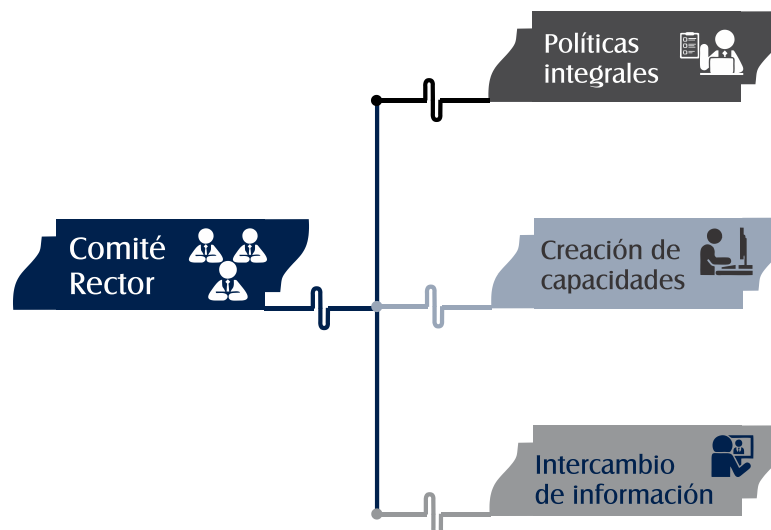 Políticas
integrales
Comité
Rector
Creación de
capacidades
Intercambio
de información